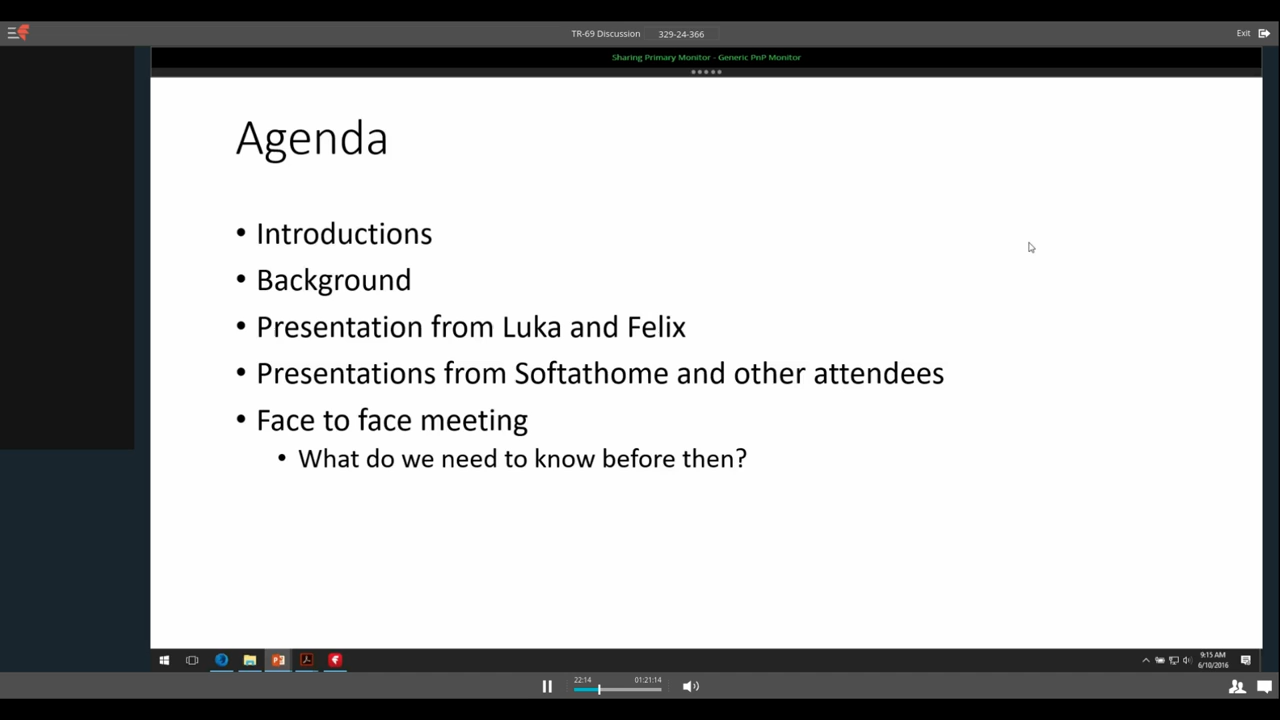 TR-69 Discussion 329-24-366 Exit
Sharing Primary Monitor - Generic PnP Monitor
Agenda
• Introductions
• Background
• Presentation from Luka and Felix
• Presentations from Softathome and other attendees
• Face to face meeting
• What do we need to know before then?
9:15 AM
6/10/2016
22:14 01:21:14